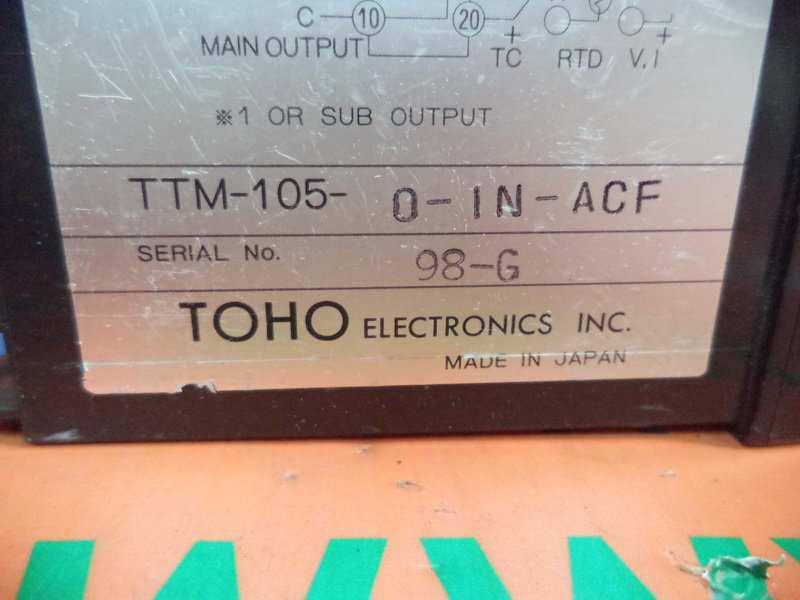 C 10 20
MAIN OUTPUT + TC RTD V.I +
※1 OR SUB OUTPUT
TTM-105- 0-IN-ACF
SERIAL No. 98-G
TOHO ELECTRONICS INC.
MADE IN JAPAN